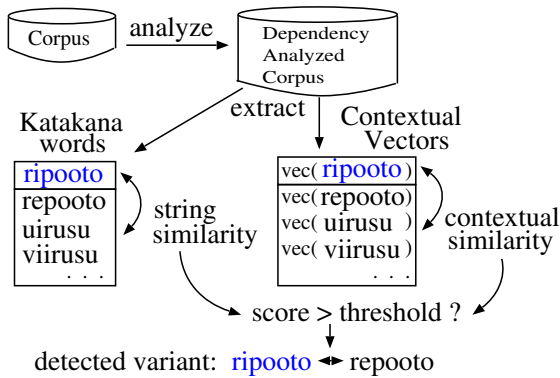 Corpus
analyze
Dependency
Analyzed
Corpus
extract
Katakana
words
ripooto
repooto
uirusu
viirusu
. . .
string
similarity
Contextual
Vectors
vec( ripooto )
vec( repooto )
vec( uirusu )
vec( viirusu )
. . .
contextual
similarity
score > threshold ?
detected variant: ripooto repooto